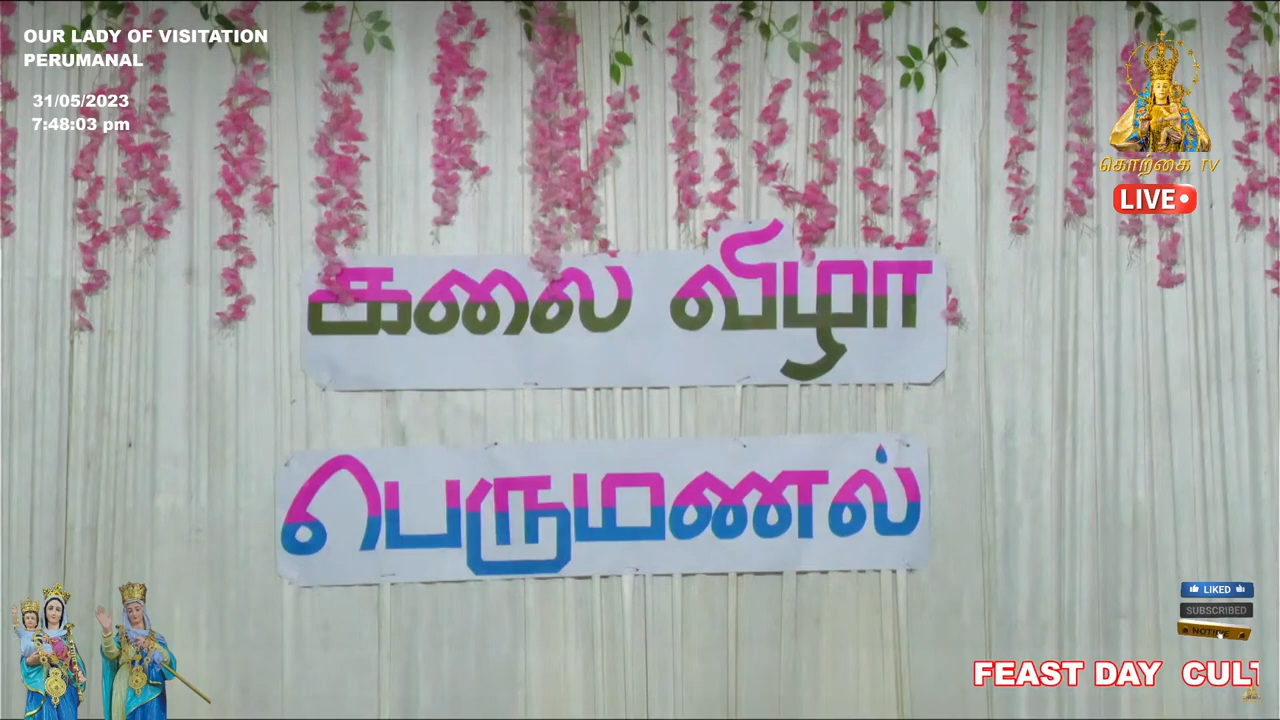 OUR LADY OF VISITATION
PERUMANAL
31/05/2023
7:48:03 pm
கொற்கை TV
LIVE
கலை விழா
பெருமணல்
LIKED
SUBSCRIBED
FEAST DAY